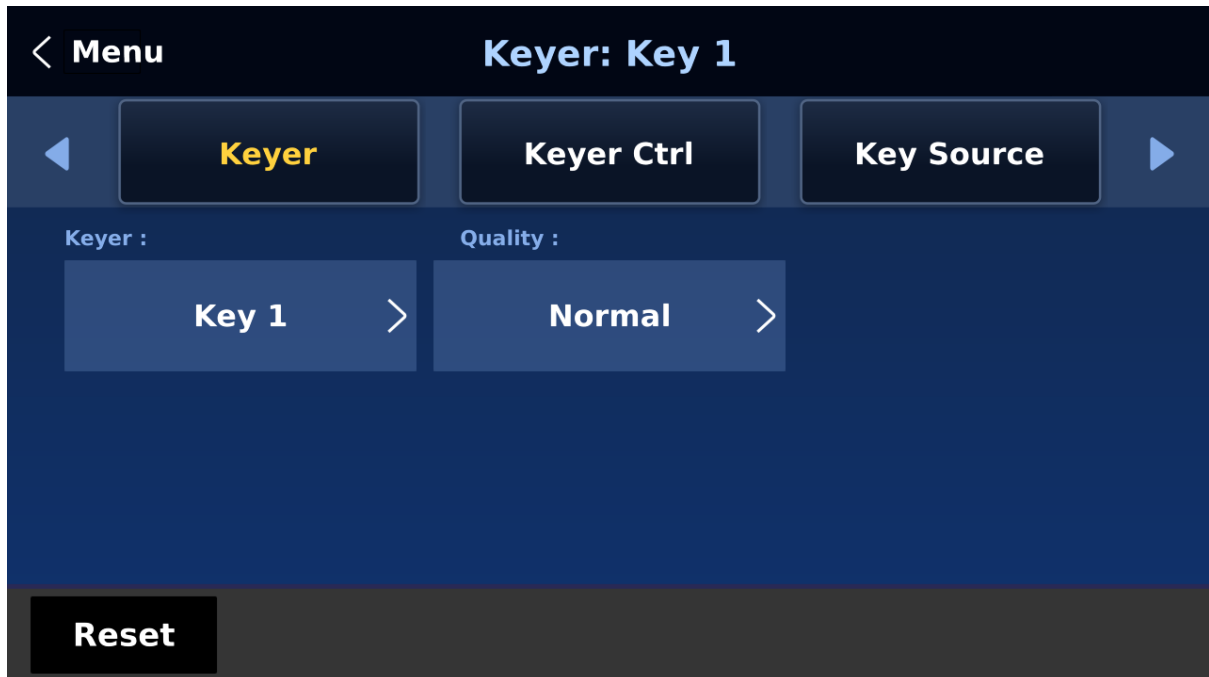 Menu
Keyer: Key 1
Keyer
Keyer Ctrl
Key Source
Keyer :
Quality :
Key 1
Normal
Reset